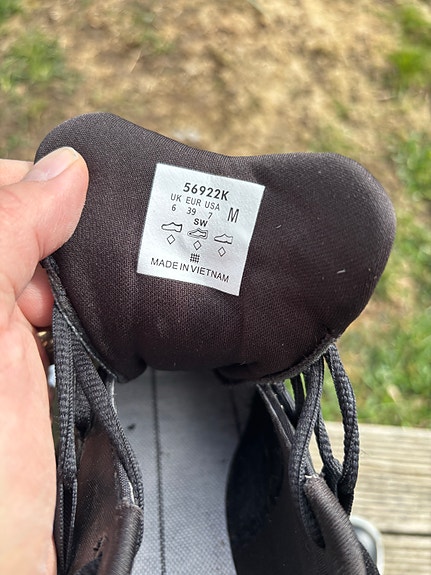 56922K
UK EUR USA
6 39 7 M
SW
MADE IN VIETNAM